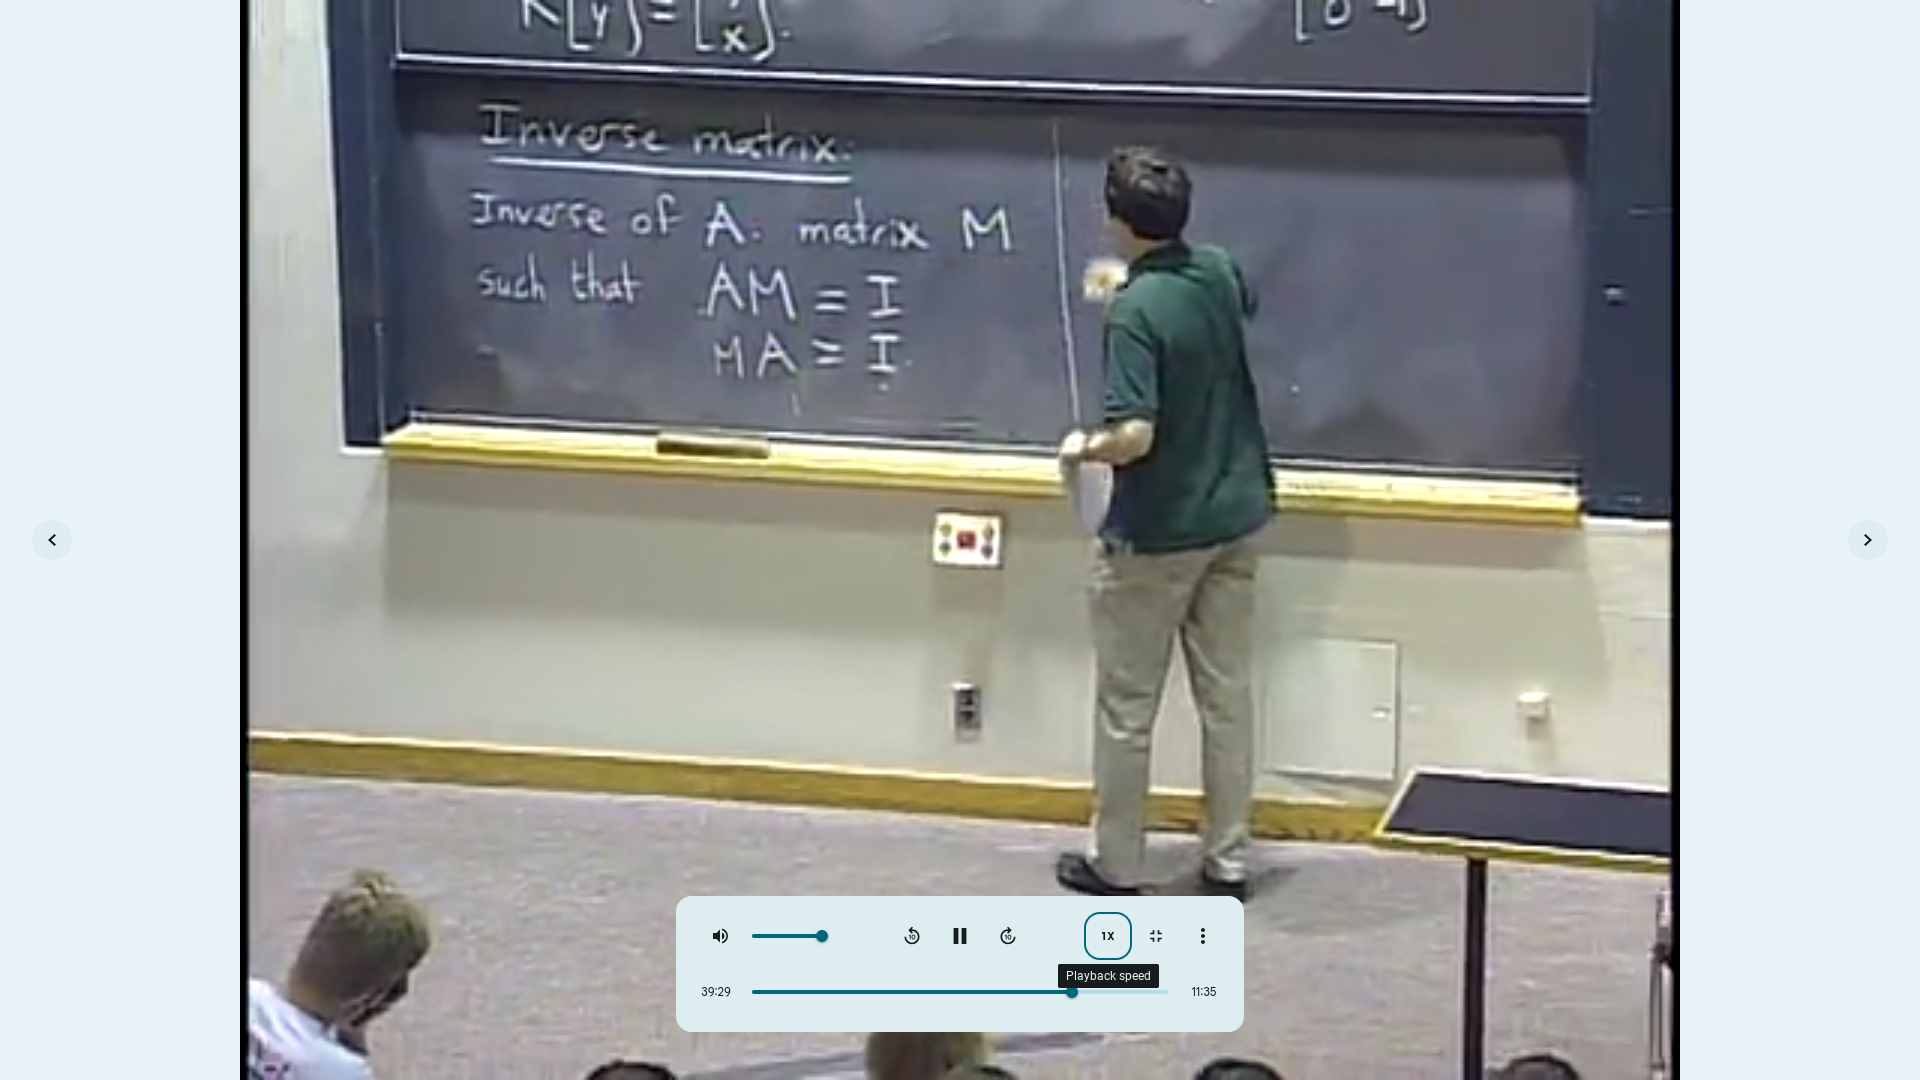 Inverse matrix.
Inverse of A. matrix M
such that AM = I
MA = I.
1X
Playback speed
39:29
11:35